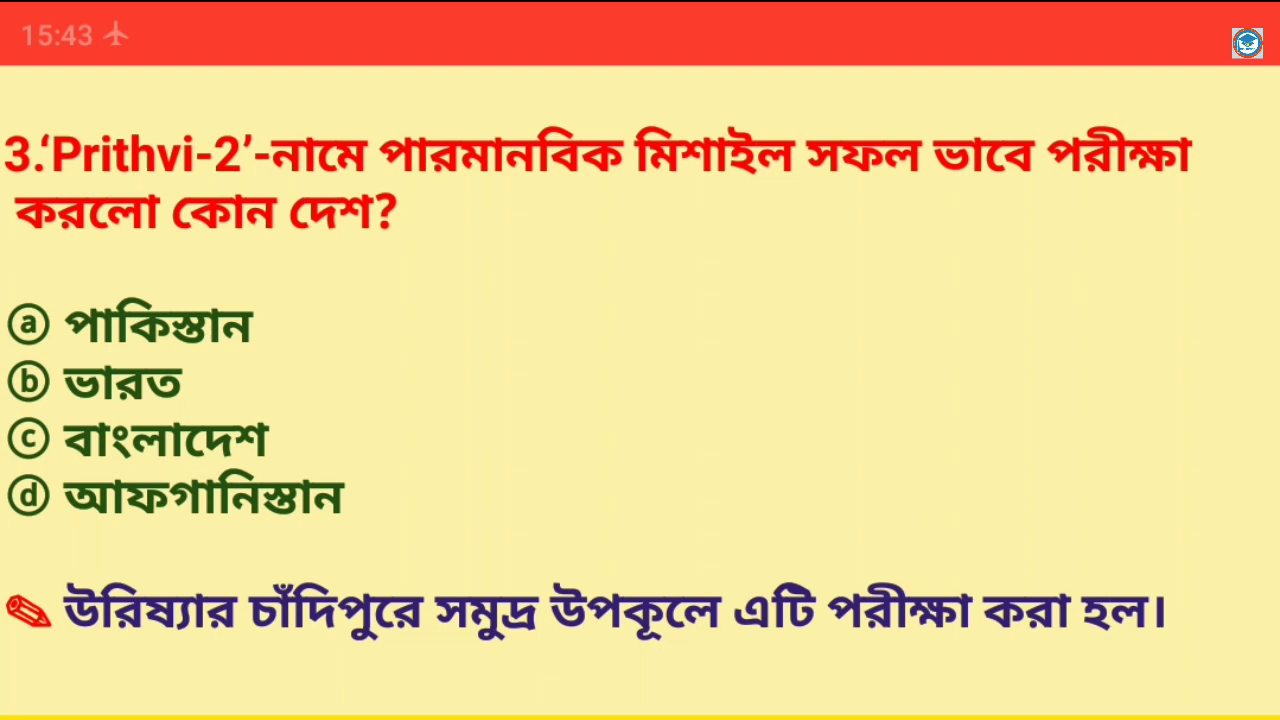 15:43
3.‘Prithvi-2’-নামে পারমানবিক মিশাইল সফল ভাবে পরীক্ষা
করলো কোন দেশ?
ⓐ পাকিস্তান
ⓑ ভারত
ⓒ বাংলাদেশ
ⓓ আফগানিস্তান
✎ উরিষ্যার চাঁদিপুরে সমুদ্র উপকূলে এটি পরীক্ষা করা হল।